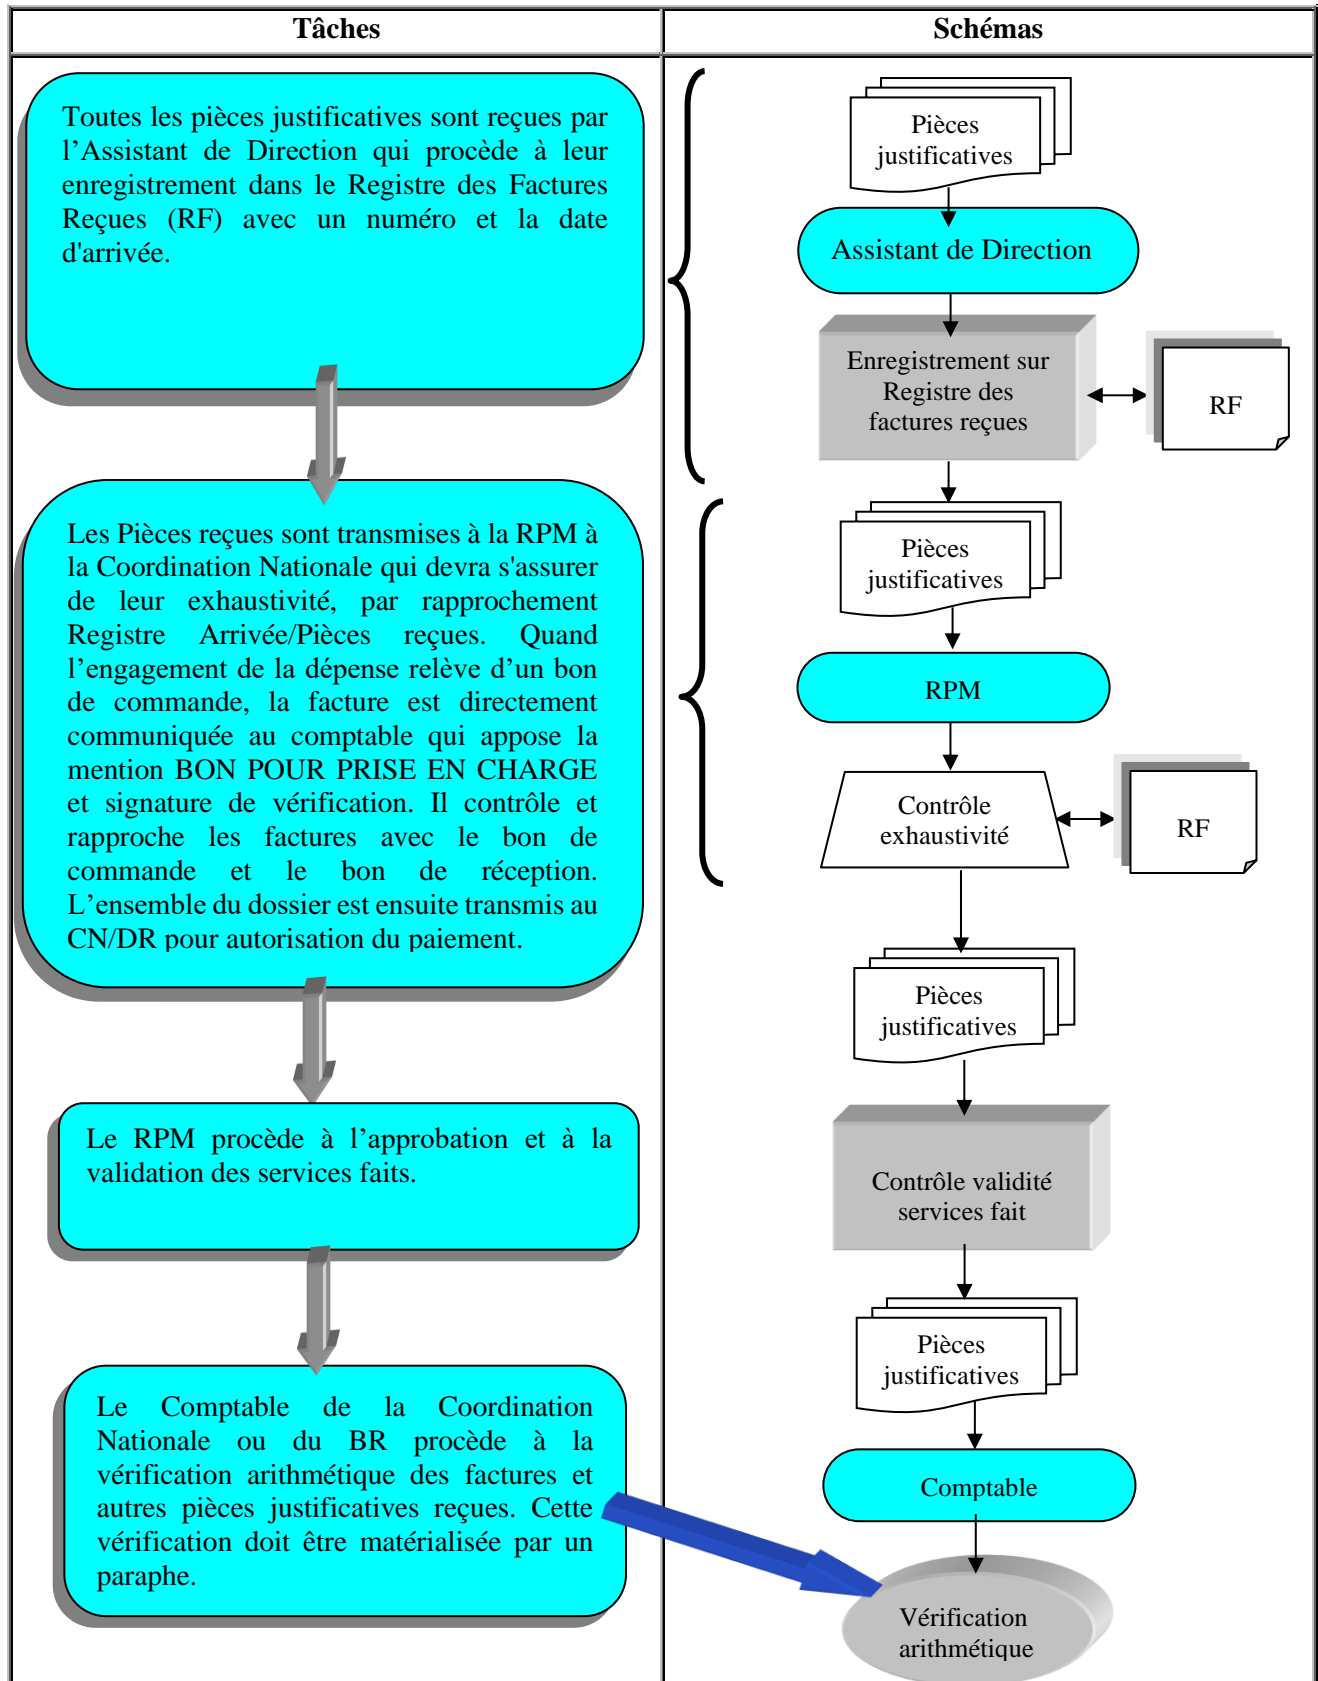 Tâches
Toutes les pièces justificatives sont reçues par
l’Assistant de Direction qui procède à leur
enregistrement dans le Registre des Factures
Reçues (RF) avec un numéro et la date
d'arrivée.
Les Pièces reçues sont transmises à la RPM à
la Coordination Nationale qui devra s'assurer
de leur exhaustivité, par rapprochement
Registre Arrivée/Pièces reçues. Quand
l’engagement de la dépense relève d’un bon
de commande, la facture est directement
communiquée au comptable qui appose la
mention BON POUR PRISE EN CHARGE
et signature de vérification. Il contrôle et
rapproche les factures avec le bon de
commande et le bon de réception.
L’ensemble du dossier est ensuite transmis au
CN/DR pour autorisation du paiement.
Le RPM procède à l’approbation et à la
validation des services faits.
Le Comptable de la Coordination
Nationale ou du BR procède à la
vérification arithmétique des factures et
autres pièces justificatives reçues. Cette
vérification doit être matérialisée par un
paraphe.
Schémas
Pièces
justificatives
Assistant de Direction
Enregistrement sur
Registre des
factures reçues
RF
Pièces
justificatives
RPM
Contrôle
exhaustivité
RF
Pièces
justificatives
Contrôle validité
services fait
Pièces
justificatives
Comptable
Vérification
arithmétique